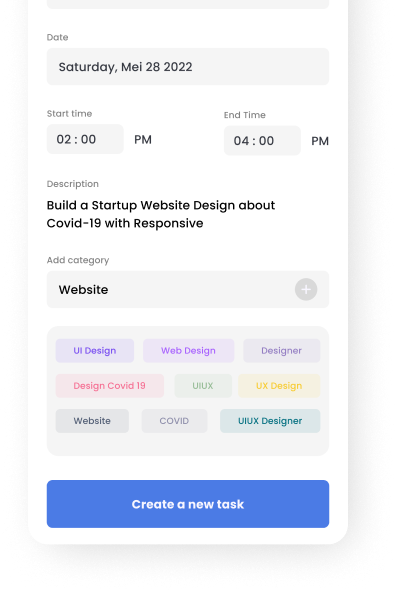 Date
Saturday, Mei 28 2022
Start time
End Time
02 : 00 PM
04 : 00 PM
Description
Build a Startup Website Design about
Covid-19 with Responsive
Add category
Website
UI Design Web Design Designer
Design Covid 19 UIUX UX Design
Website COVID UIUX Designer
Create a new task